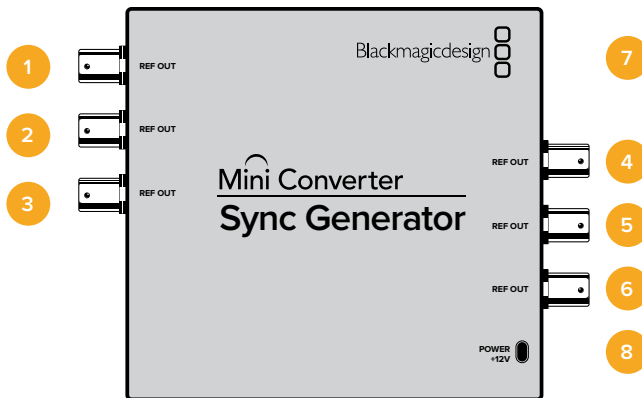 Blackmagicdesign
1
REF OUT
7
2
REF OUT
4
REF OUT
3
REF OUT
Mini Converter
Sync Generator
5
REF OUT
6
REF OUT
8
POWER
+12V